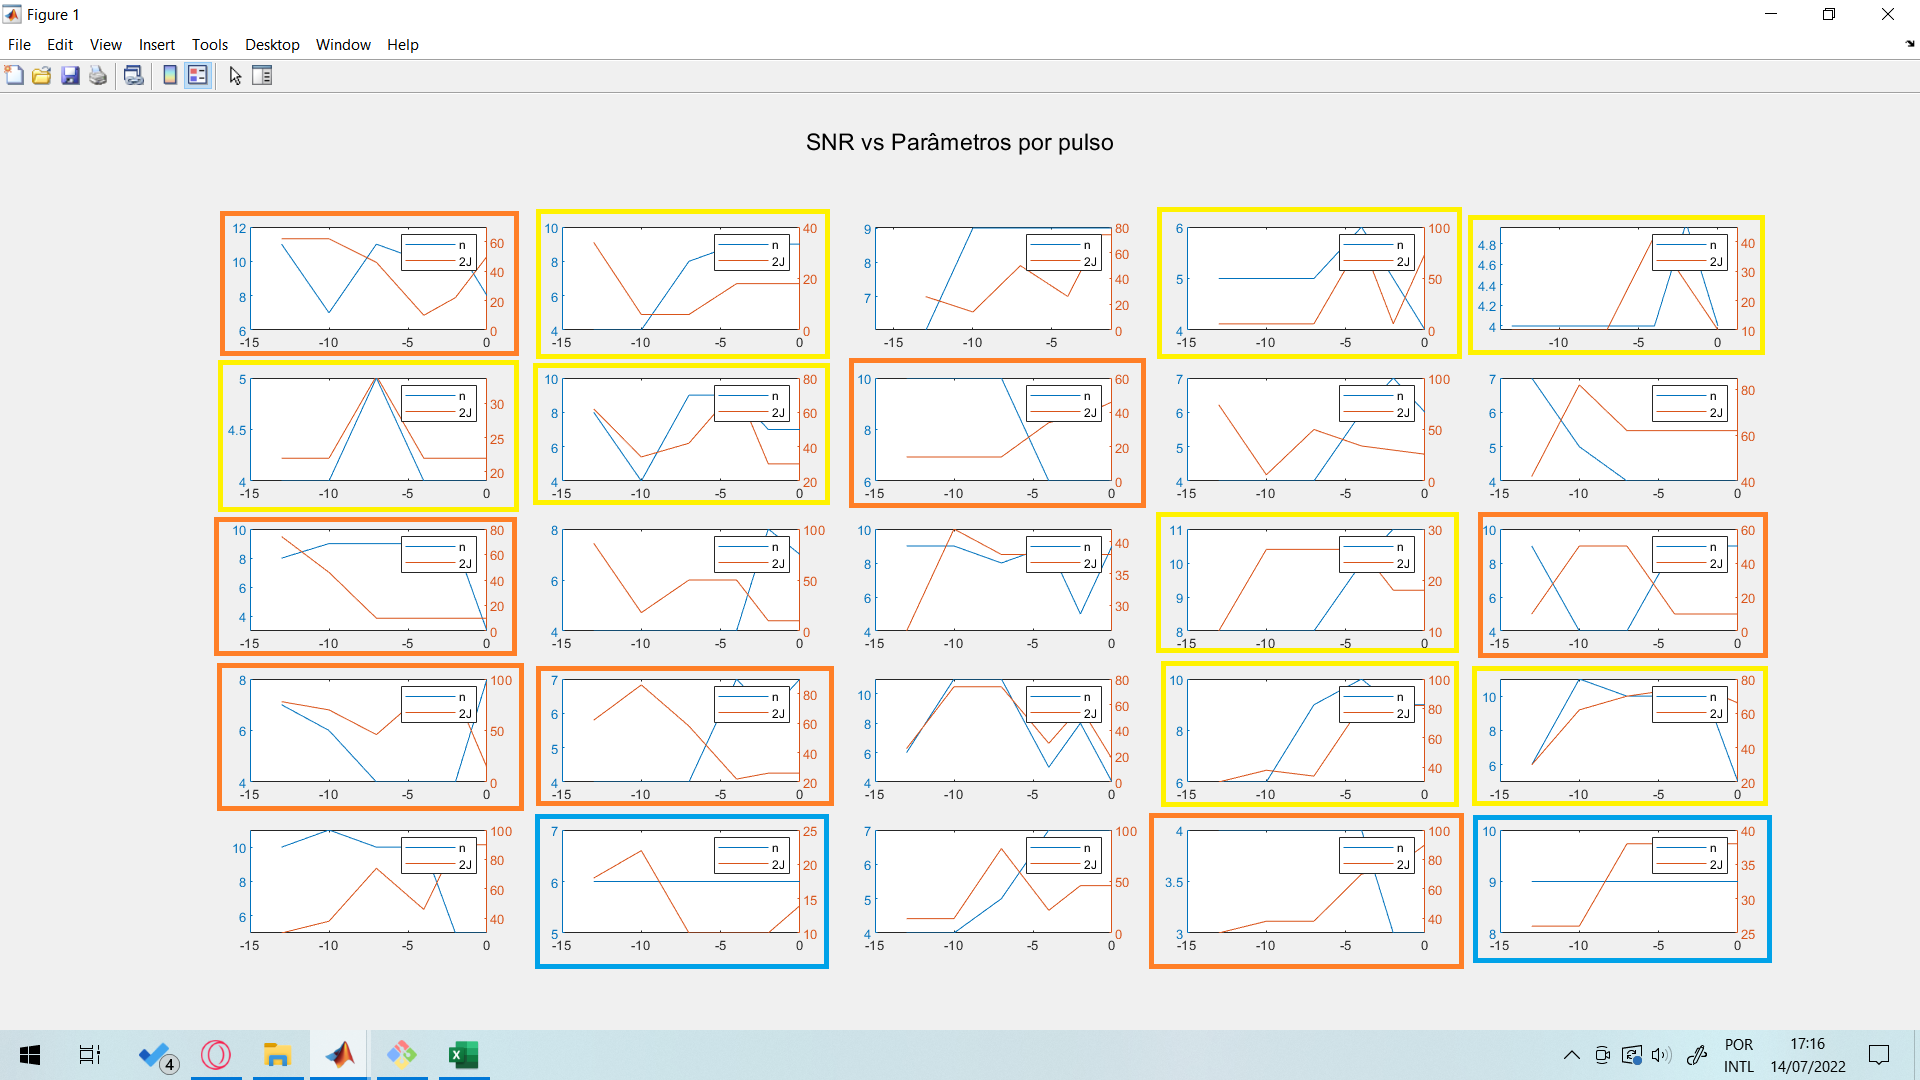 Figure 1
File Edit View Insert Tools Desktop Window Help
SNR vs Parâmetros por pulso
12 10 8 6 -15 -10 -5 0 60 40 20 0 n 2J
10 8 6 4 -15 -10 -5 0 40 20 0 n 2J
9 8 7 -15 -10 -5 80 60 40 20 0 n 2J
6 5 4 -15 -10 -5 0 100 50 0 n 2J
4.8 4.6 4.4 4.2 4 -10 -5 0 40 30 20 10 n 2J
5 4.5 4 -15 -10 -5 0 30 25 20 n 2J
10 8 6 4 -15 -10 -5 0 80 60 40 20 n 2J
10 8 6 -15 -10 -5 0 60 40 20 0 n 2J
7 6 5 4 -15 -10 -5 0 100 50 0 n 2J
7 6 5 4 -15 -10 -5 0 80 60 40 n 2J
10 8 6 4 -15 -10 -5 0 80 60 40 20 0 n 2J
8 6 4 -15 -10 -5 0 100 50 0 n 2J
10 8 6 4 -15 -10 -5 0 40 35 30 n 2J
11 10 9 8 -15 -10 -5 0 30 20 10 n 2J
10 8 6 4 -15 -10 -5 0 60 40 20 0 n 2J
8 6 4 -15 -10 -5 0 100 50 0 n 2J
7 6 5 4 -15 -10 -5 0 80 60 40 20 n 2J
10 8 6 4 -15 -10 -5 0 80 60 40 20 0 n 2J
10 8 6 -15 -10 -5 0 100 80 60 40 n 2J
10 8 6 -15 -10 -5 0 80 60 40 20 n 2J
10 8 6 -15 -10 -5 0 100 80 60 40 n 2J
7 6 5 -15 -10 -5 0 25 20 15 10 n 2J
7 6 5 4 -15 -10 -5 0 100 50 0 n 2J
4 3.5 3 -15 -10 -5 0 100 80 60 40 n 2J
10 9 8 -15 -10 -5 0 40 35 30 25 n 2J
4
POR
INTL
17:16
14/07/2022